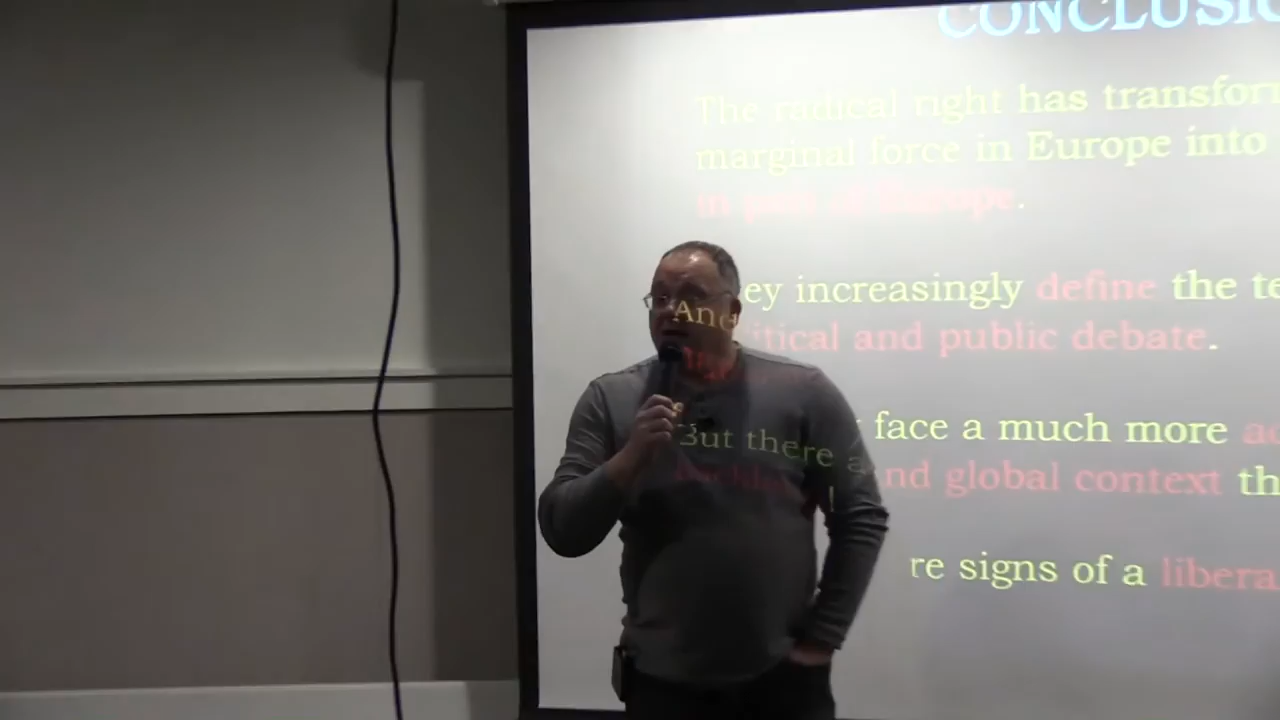 CONCLUSI
The radical right has transfor
marginal force in Europe into
in part of Europe.
ey increasingly define the te
itical and public debate.
face a much more
nd global context th
re signs of a libera
And
But there a